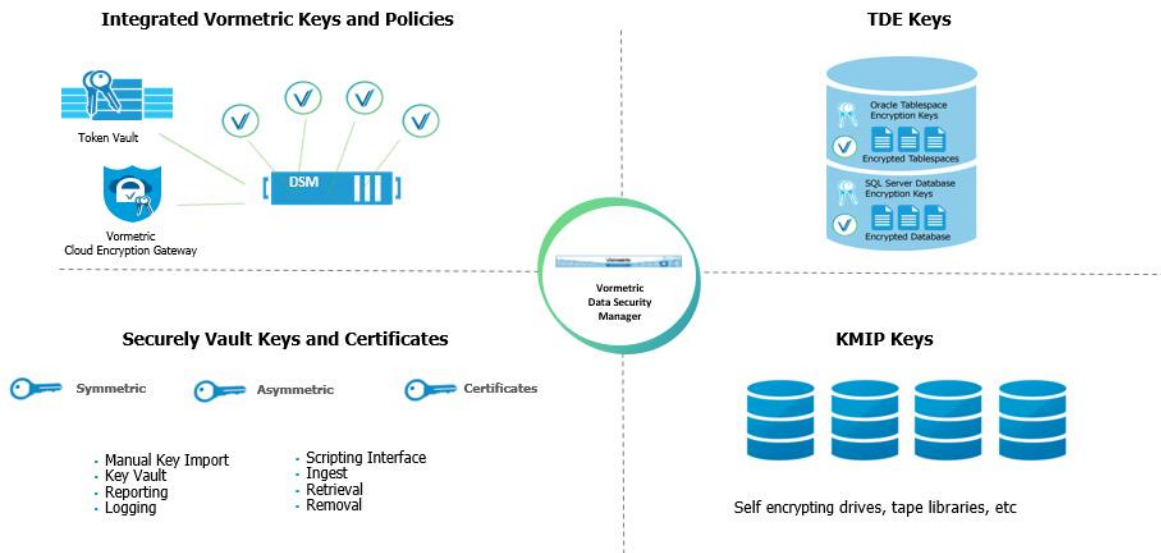 Integrated Vormetric Keys and Policies
Token Vault
DSM
Vormetric
Cloud Encryption Gateway
TDE Keys
Oracle Tablespace
Encryption Keys
Encrypted Tablespaces
SQL Server Database
Encryption Keys
Encrypted Database
Vormetric
Data Security
Manager
Securely Vault Keys and Certificates
Symmetric
Asymmetric
Certificates
- Manual Key Import
- Key Vault
- Reporting
- Logging
- Scripting Interface
- Ingest
- Retrieval
- Removal
KMIP Keys
Self encrypting drives, tape libraries, etc